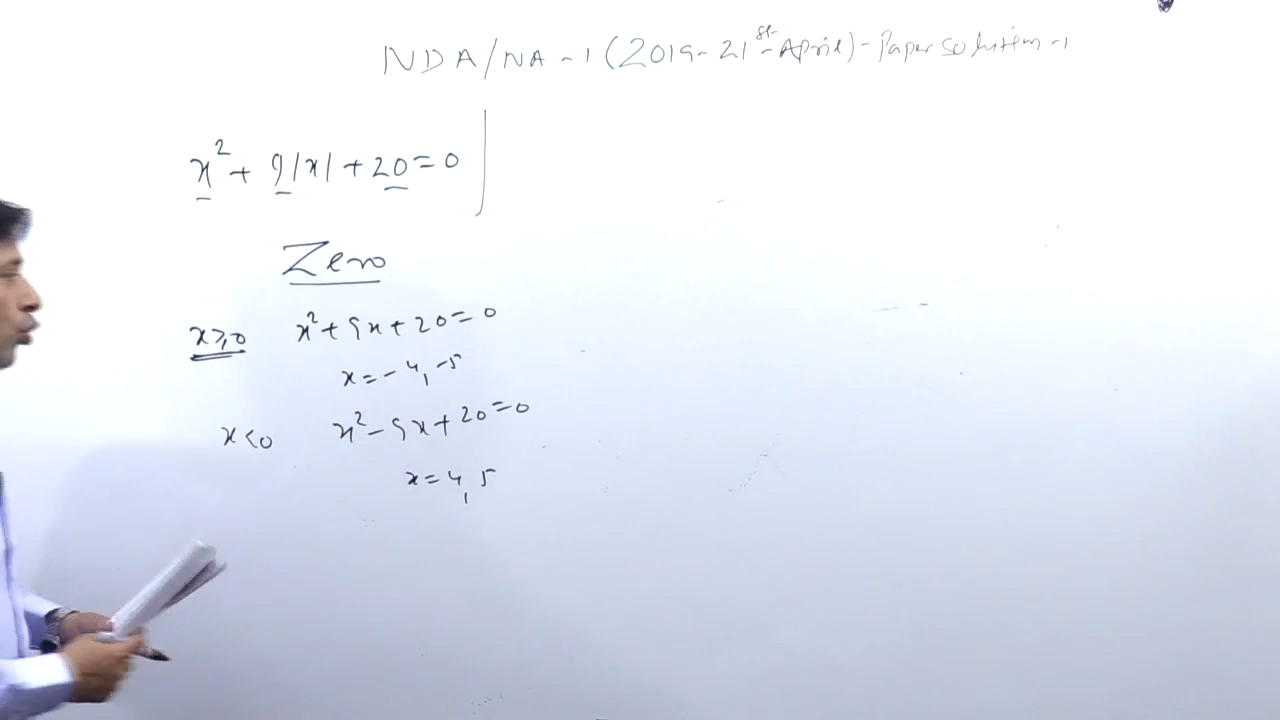 NDA/NA-1 (2019-21st-April)-Paper solution-1
x²+9|x|+20=0
Zero
x≥0 x²+9x+20=0
x=-4,-5
x<0 x²-9x+20=0
x=4,5